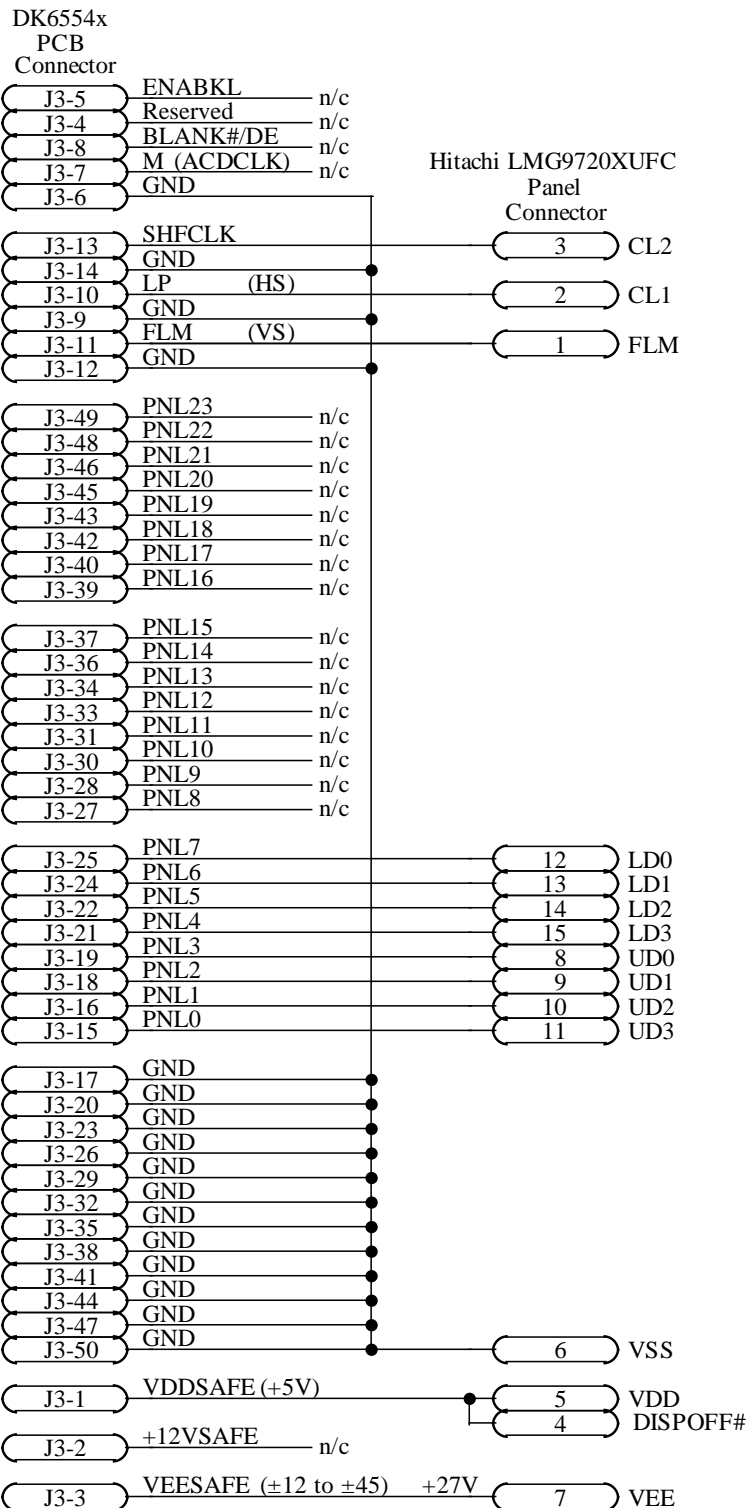 DK6554x
PCB
Connector
J3-5 ENABKL n/c
J3-4 Reserved n/c
J3-8 BLANK#/DE n/c
J3-7 M (ACDCLK) n/c
Hitachi LMG9720XUFC
Panel
Connector
J3-6 GND
J3-13 SHFCLK 3 CL2
J3-14 GND
J3-10 LP (HS) 2 CL1
J3-9 GND
J3-11 FLM (VS) 1 FLM
J3-12 GND
J3-49 PNL23 n/c
J3-48 PNL22 n/c
J3-46 PNL21 n/c
J3-45 PNL20 n/c
J3-43 PNL19 n/c
J3-42 PNL18 n/c
J3-40 PNL17 n/c
J3-39 PNL16 n/c
J3-37 PNL15 n/c
J3-36 PNL14 n/c
J3-34 PNL13 n/c
J3-33 PNL12 n/c
J3-31 PNL11 n/c
J3-30 PNL10 n/c
J3-28 PNL9 n/c
J3-27 PNL8 n/c
J3-25 PNL7 12 LD0
J3-24 PNL6 13 LD1
J3-22 PNL5 14 LD2
J3-21 PNL4 15 LD3
J3-19 PNL3 8 UD0
J3-18 PNL2 9 UD1
J3-16 PNL1 10 UD2
J3-15 PNL0 11 UD3
J3-17 GND
J3-20 GND
J3-23 GND
J3-26 GND
J3-29 GND
J3-32 GND
J3-35 GND
J3-38 GND
J3-41 GND
J3-44 GND
J3-47 GND
J3-50 GND 6 VSS
J3-1 VDDSAFE (+5V) 5 VDD
4 DISPOFF#
J3-2 +12VSAFE n/c
J3-3 VEESAFE (±12 to ±45) +27V 7 VEE